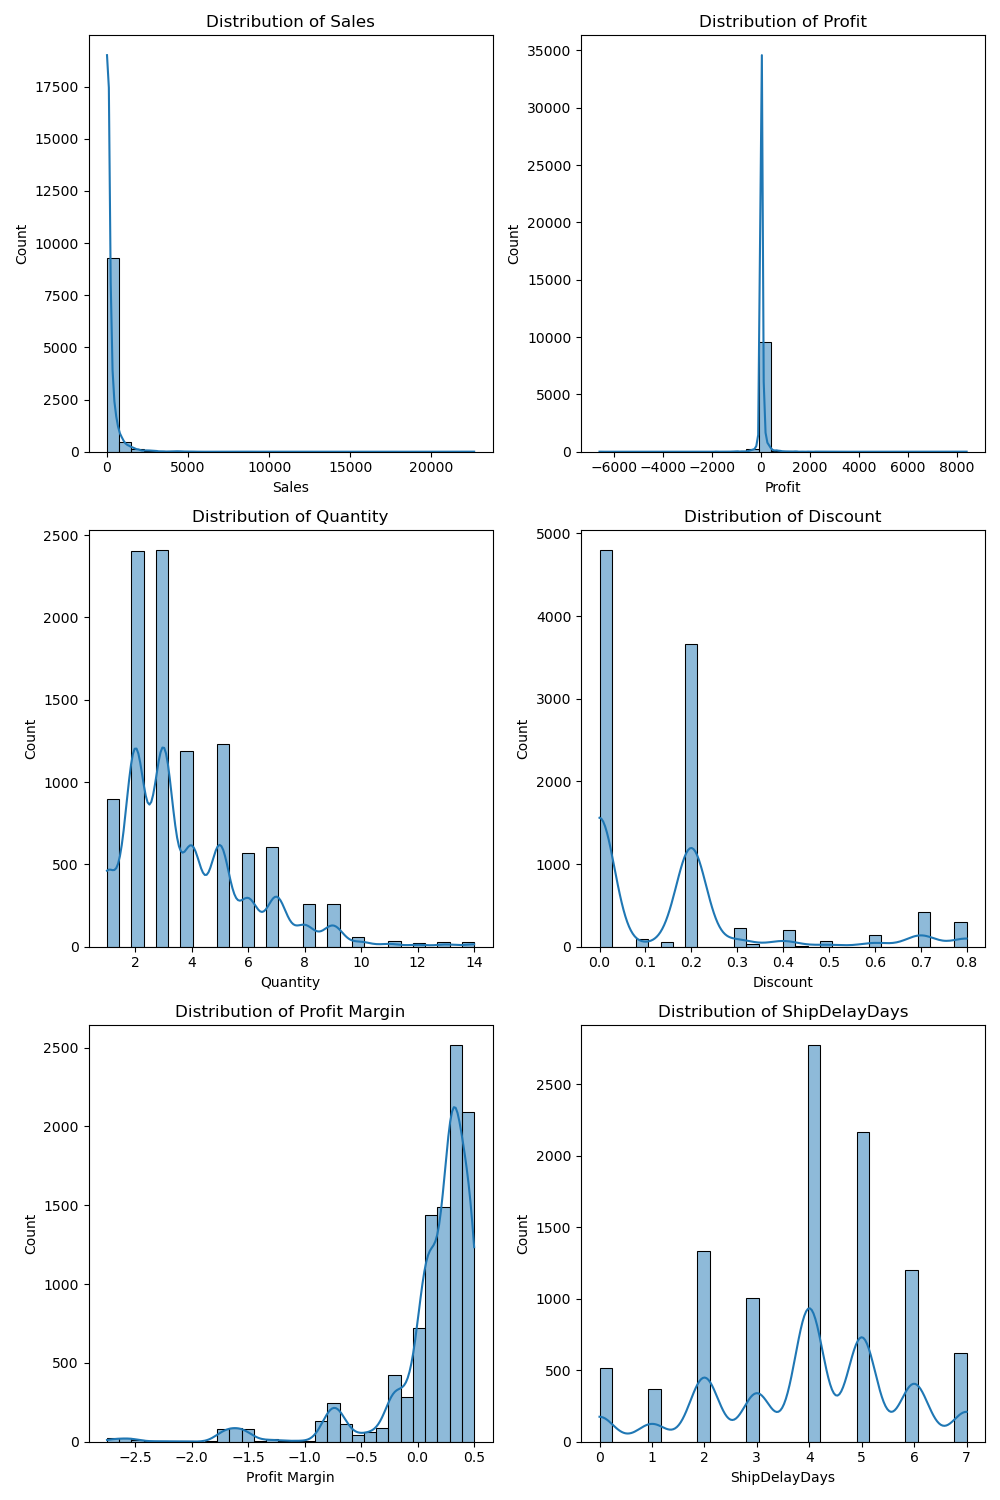 Distribution of Sales
17500
15000
12500
10000
7500
5000
2500
0
Count
0 5000 10000 15000 20000
Sales
Distribution of Profit
35000
30000
25000
20000
15000
10000
5000
0
Count
−6000 −4000 −2000 0 2000 4000 6000 8000
Profit
Distribution of Quantity
2500
2000
1500
1000
500
0
Count
2 4 6 8 10 12 14
Quantity
Distribution of Discount
5000
4000
3000
2000
1000
0
Count
0.0 0.1 0.2 0.3 0.4 0.5 0.6 0.7 0.8
Discount
Distribution of Profit Margin
2500
2000
1500
1000
500
0
Count
−2.5 −2.0 −1.5 −1.0 −0.5 0.0 0.5
Profit Margin
Distribution of ShipDelayDays
2500
2000
1500
1000
500
0
Count
0 1 2 3 4 5 6 7
ShipDelayDays